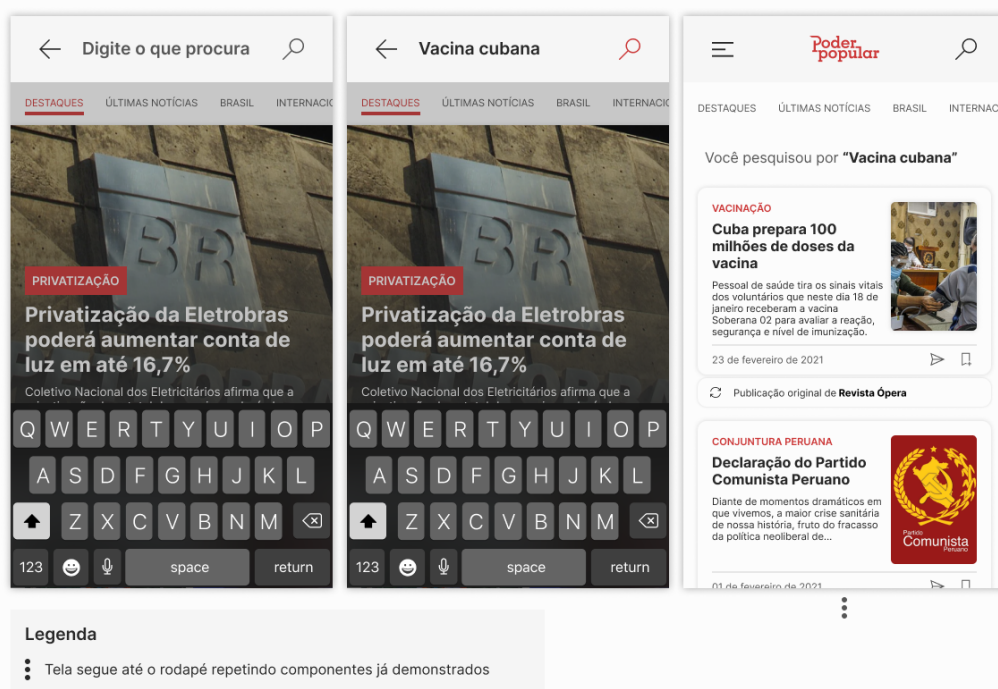 Digite o que procura
DESTAQUES ÚLTIMAS NOTÍCIAS BRASIL INTERNACIO
BR
PRIVATIZAÇÃO
Privatização da Eletrobras
poderá aumentar conta de
luz em até 16,7%
Coletivo Nacional dos Eletricitários afirma que a
Q W E R T Y U I O P
A S D F G H J K L
Z X C V B N M
123 space return
Vacina cubana
DESTAQUES ÚLTIMAS NOTÍCIAS BRASIL INTERNACIO
BR
PRIVATIZAÇÃO
Privatização da Eletrobras
poderá aumentar conta de
luz em até 16,7%
Coletivo Nacional dos Eletricitários afirma que a
Q W E R T Y U I O P
A S D F G H J K L
Z X C V B N M
123 space return
Poder
popular
DESTAQUES ÚLTIMAS NOTÍCIAS BRASIL INTERNAC
Você pesquisou por “Vacina cubana”
VACINAÇÃO
Cuba prepara 100
milhões de doses da
vacina
Pessoal de saúde tira os sinais vitais
dos voluntários que neste dia 18 de
janeiro receberam a vacina
Soberana 02 para avaliar a reação,
segurança e nível de imunização.
23 de fevereiro de 2021
Publicação original de Revista Ópera
CONJUNTURA PERUANA
Declaração do Partido
Comunista Peruano
Diante de momentos dramáticos em
que vivemos, a maior crise sanitária
de nossa história, fruto do fracasso
da política neoliberal de...
Partido
Comunista
Peruano
01 de fevereiro de 2021
Legenda
Tela segue até o rodapé repetindo componentes já demonstrados